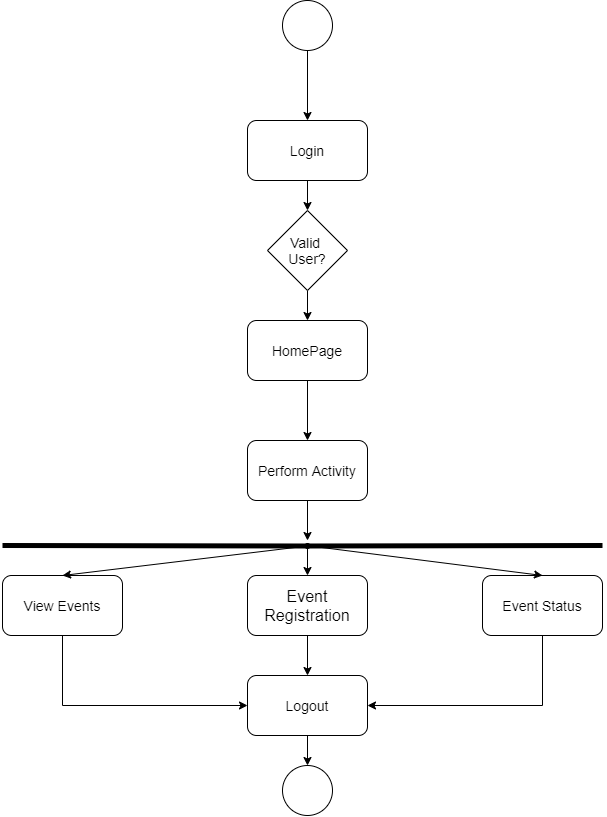 Login
Valid
User?
HomePage
Perform Activity
View Events
Event
Registration
Event Status
Logout